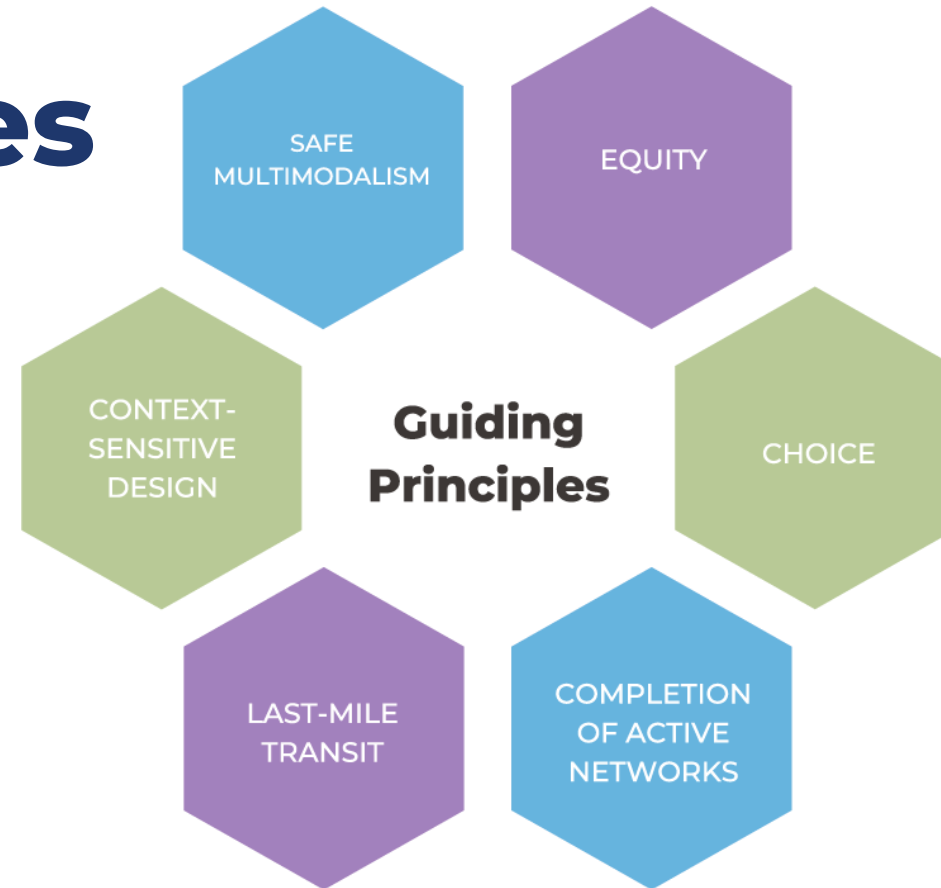 es
SAFE
MULTIMODALISM
EQUITY
CONTEXT-
SENSITIVE
DESIGN
Guiding
Principles
CHOICE
LAST-MILE
TRANSIT
COMPLETION
OF ACTIVE
NETWORKS